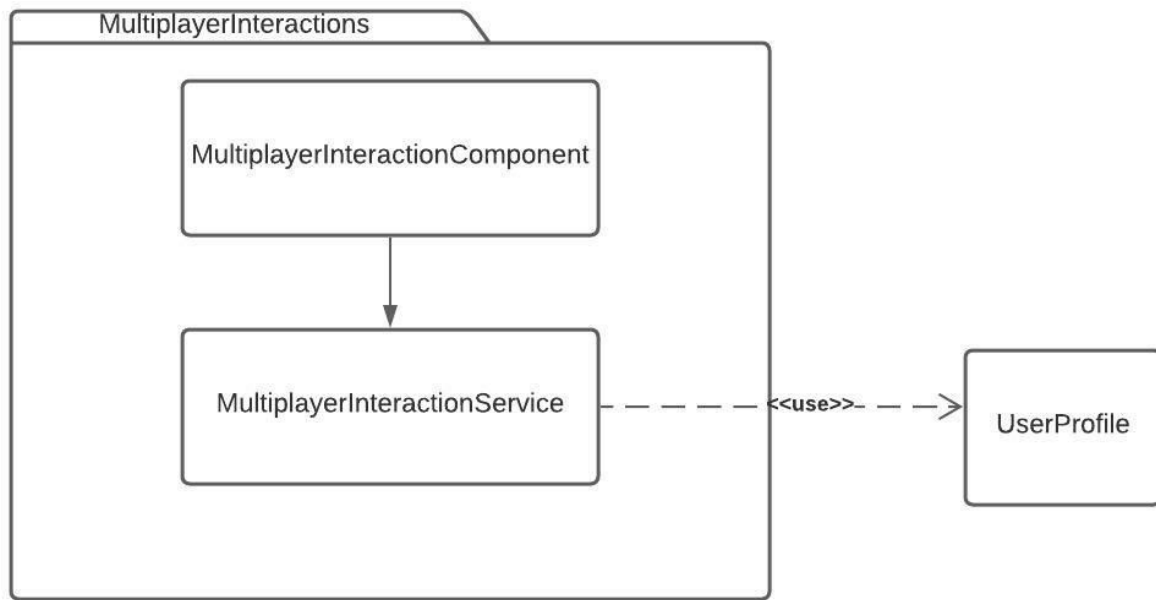 MultiplayerInteractions
MultiplayerInteractionComponent
MultiplayerInteractionService
<<use>>
UserProfile